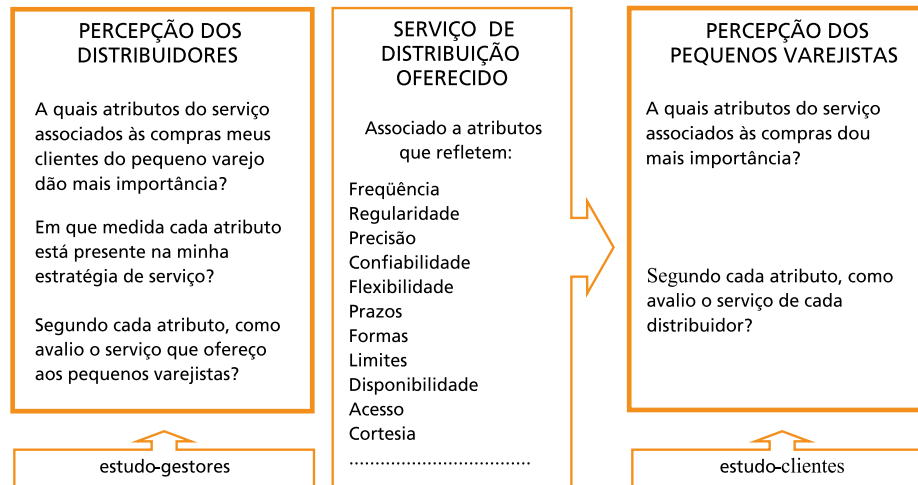 PERCEPÇÃO DOS
DISTRIBUIDORES
A quais atributos do serviço
associados às compras meus
clientes do pequeno varejo
dão mais importância?
Em que medida cada atributo
está presente na minha
estratégia de serviço?
Segundo cada atributo, como
avalio o serviço que ofereço
aos pequenos varejistas?
estudo-gestores
SERVIÇO DE
DISTRIBUIÇÃO
OFERECIDO
Associado a atributos
que refletem:
Freqüência
Regularidade
Precisão
Confiabilidade
Flexibilidade
Prazos
Formas
Limites
Disponibilidade
Acesso
Cortesia
...................................
PERCEPÇÃO DOS
PEQUENOS VAREJISTAS
A quais atributos do serviço
associados às compras dou
mais importância?
Segundo cada atributo, como
avalio o serviço de cada
distribuidor?
estudo-clientes